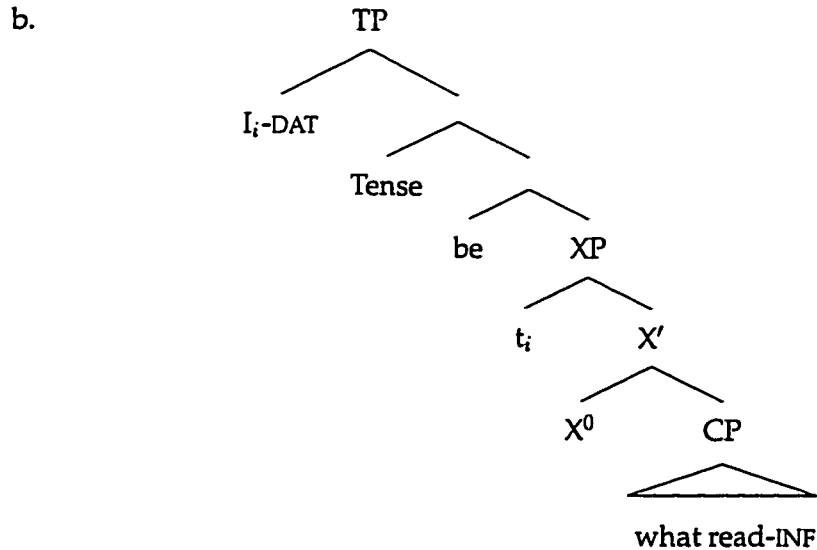 b.
TP
Iᵢ-DAT
Tense
be XP
tᵢ X′
X⁰ CP
what read-INF